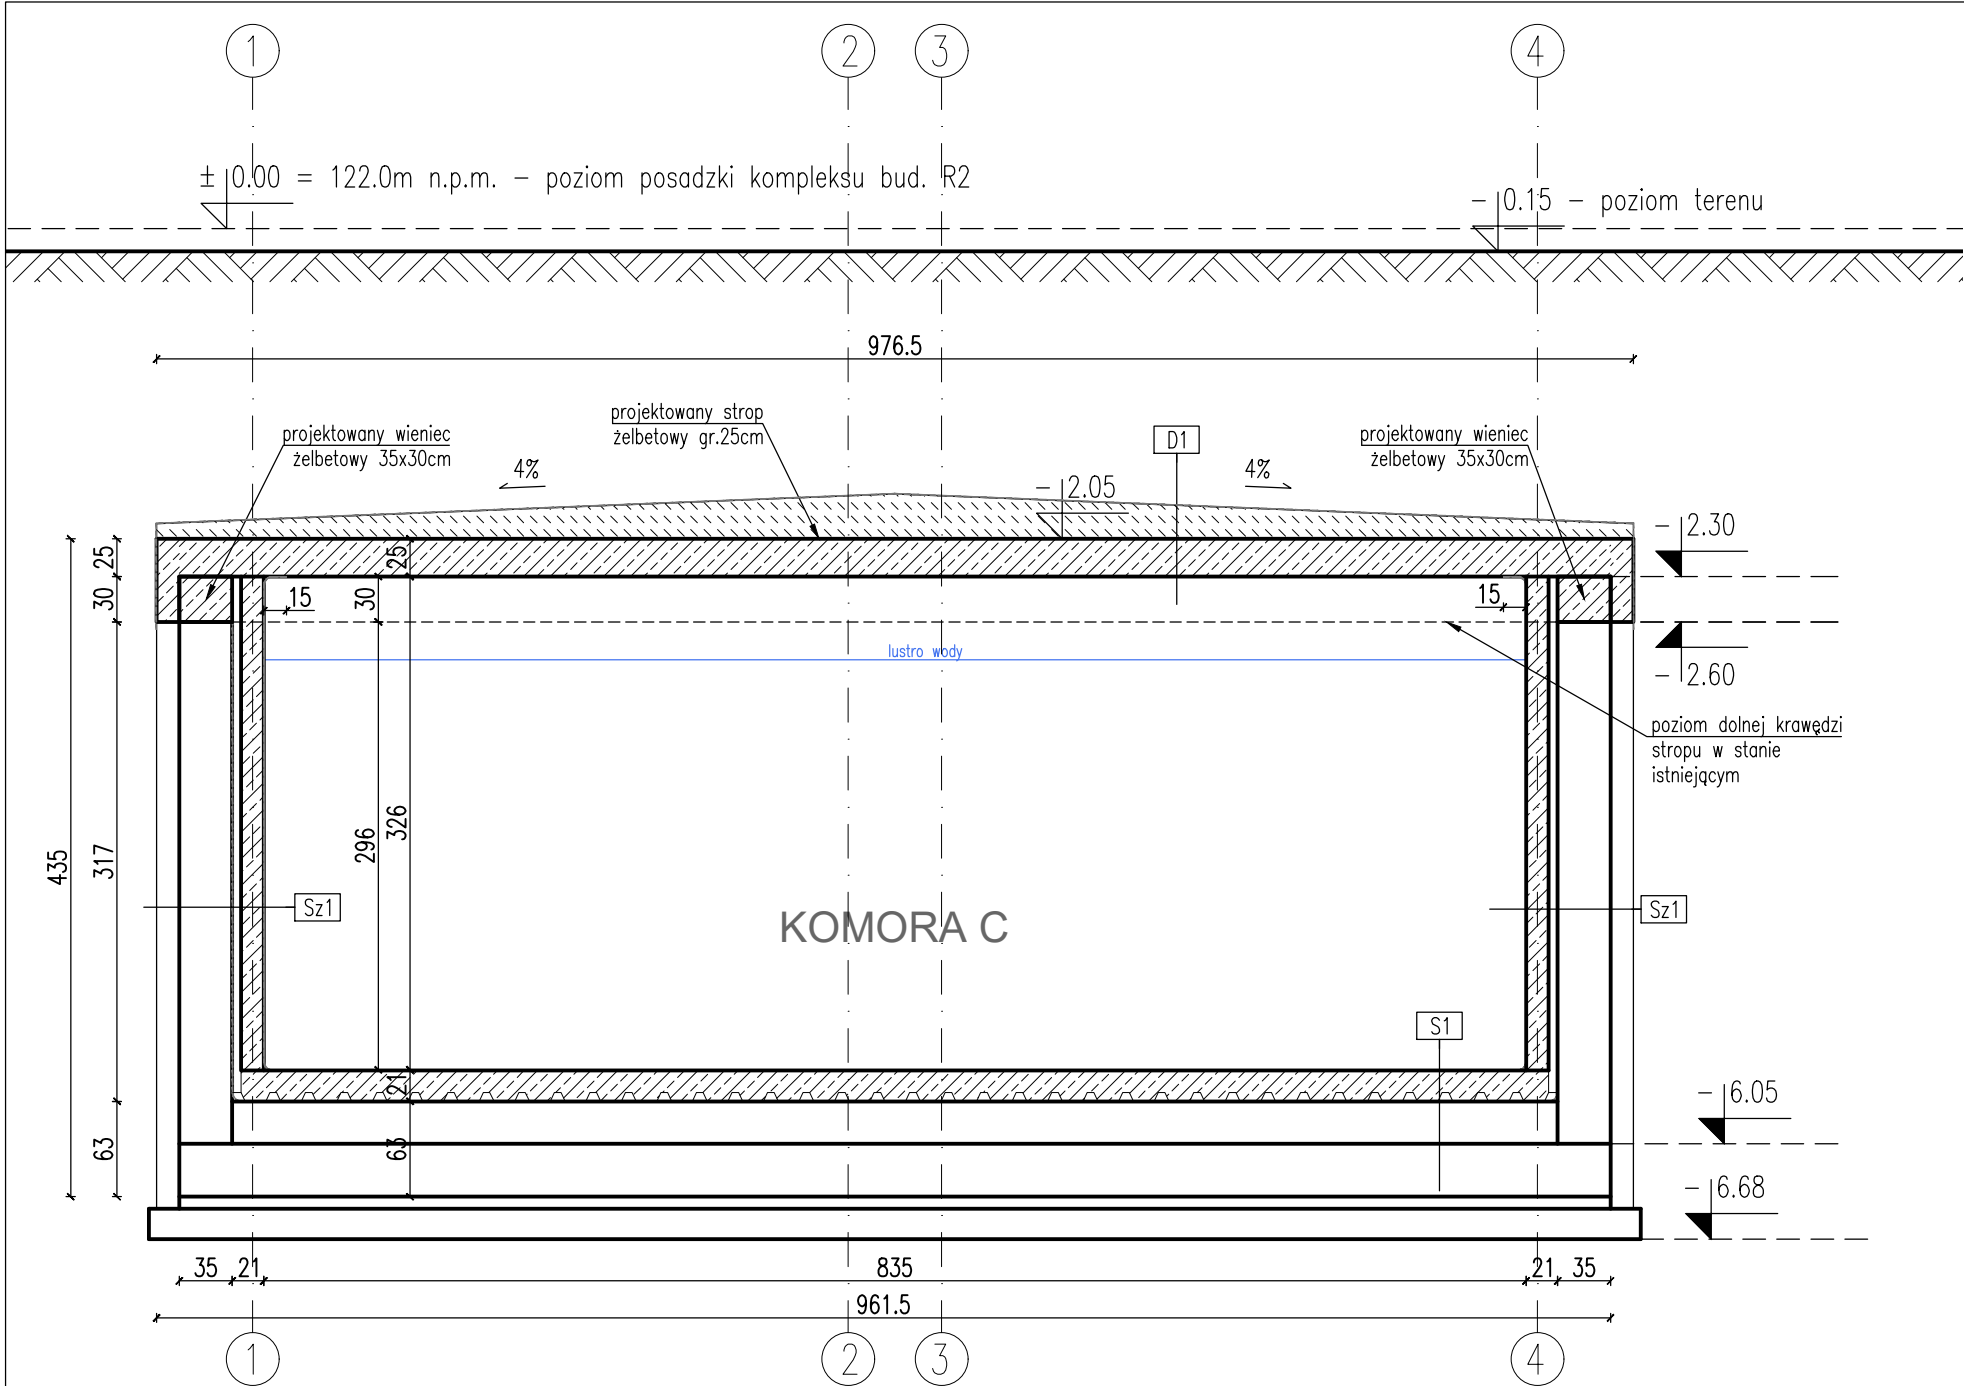 1 2 3 4
± 0.00 = 122.0m n.p.m. – poziom posadzki kompleksu bud. R2
– 0.15 – poziom terenu
976.5
projektowany wieniec
żelbetowy 35x30cm
projektowany strop
żelbetowy gr.25cm
D1
projektowany wieniec
żelbetowy 35x30cm
4%
4%
– 2.05
– 2.30
25
25
30
30
15
15
lustro wody
– 2.60
poziom dolnej krawędzi
stropu w stanie
istniejącym
435
317
296
326
Sz1
KOMORA C
Sz1
S1
21
63
63
– 6.05
– 6.68
35 21 835 21 35
961.5
1 2 3 4